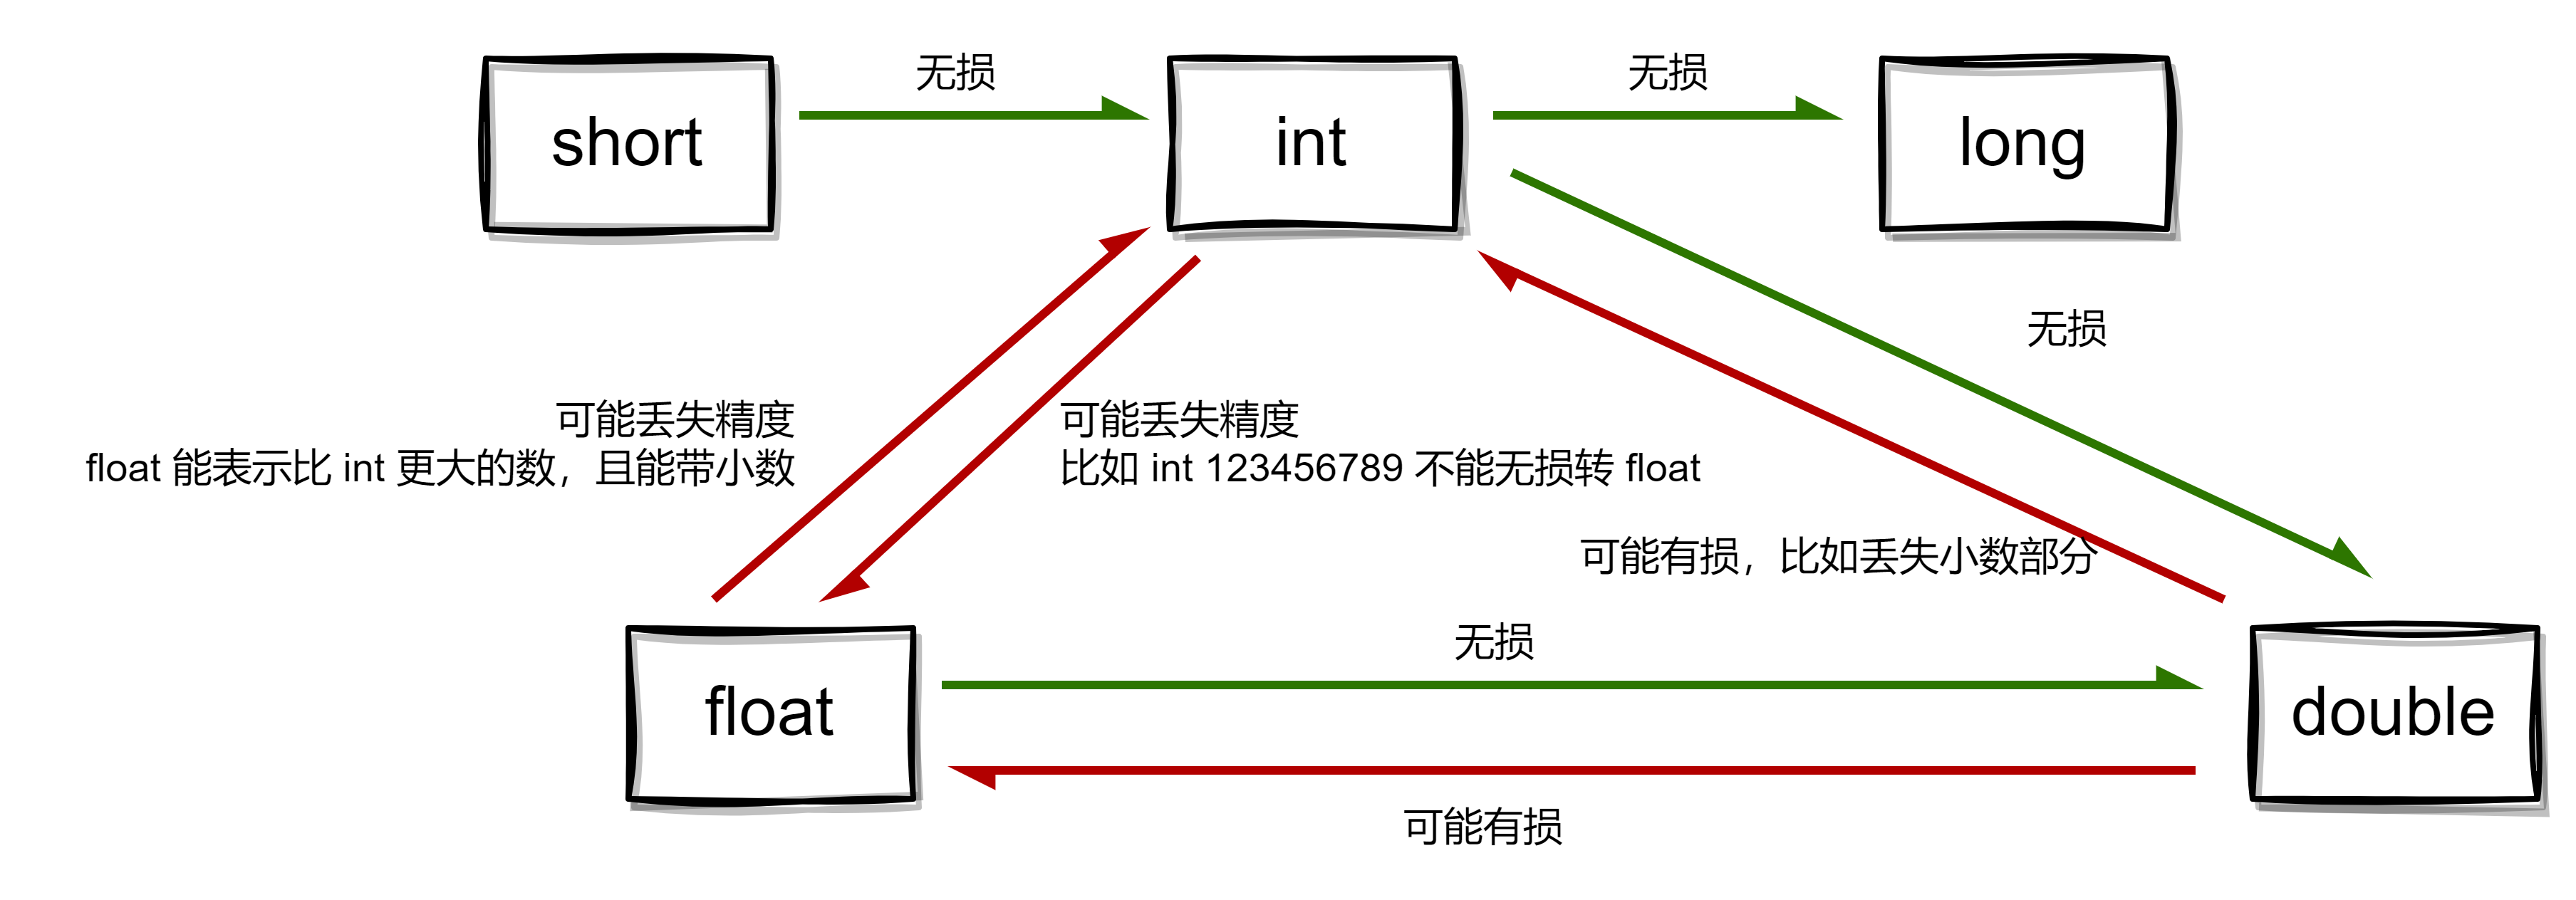 无损
无损
short
int
long
无损
可能丢失精度
float 能表示比 int 更大的数，且能带小数
可能丢失精度
比如 int 123456789 不能无损转 float
可能有损，比如丢失小数部分
无损
float
double
可能有损